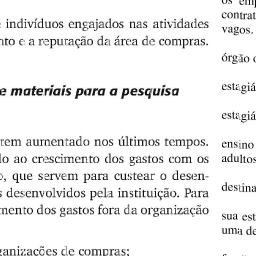 indivíduos engajados nas atividades
nto e a reputação da área de compras.
e materiais para a pesquisa
tem aumentado nos últimos tempos.
do ao crescimento dos gastos com os
o, que servem para custear o desen-
s desenvolvidos pela instituição. Para
mento dos gastos fora da organização
ganizações de compras;
os emp
contrat
vagos.
órgão
estagiá
estagiá
ensino
adultos
destina
sua est
uma de